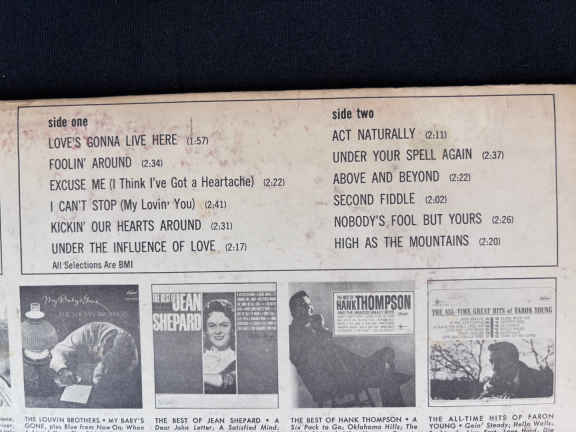 side one
LOVE'S GONNA LIVE HERE (1:57)
FOOLIN' AROUND (2:34)
EXCUSE ME (I Think I've Got a Heartache) (2:22)
I CAN'T STOP (My Lovin' You) (2:41)
KICKIN' OUR HEARTS AROUND (2:31)
UNDER THE INFLUENCE OF LOVE (2:17)
All Selections Are BMI
side two
ACT NATURALLY (2:11)
UNDER YOUR SPELL AGAIN (2:37)
ABOVE AND BEYOND (2:22)
SECOND FIDDLE (2:02)
NOBODY'S FOOL BUT YOURS (2:26)
HIGH AS THE MOUNTAINS (2:20)
My Baby's Gone
THE LOUVIN BROTHERS
THE BEST OF JEAN
SHEPARD
THE BEST OF
HANK THOMPSON
THE ALL-TIME GREAT HITS OF FARON YOUNG
THE LOUVIN BROTHERS • MY BABY'S
GONE, plus Blue from Now On, When
THE BEST OF JEAN SHEPARD • A
Dear John Letter; A Satisfied Mind;
THE BEST OF HANK THOMPSON • A
Six Pack to Go, Oklahoma Hills; The
THE ALL-TIME HITS OF FARON
YOUNG • Goin' Steady; Hello Walls,